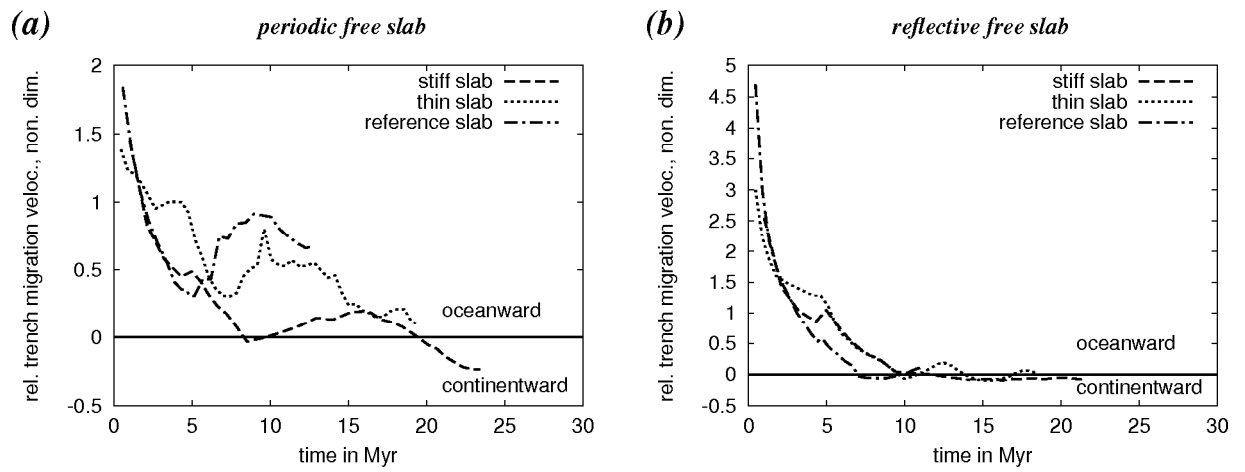 (a) periodic free slab
rel. trench migration veloc., non. dim.
2
1.5
1
0.5
0
-0.5
stiff slab
thin slab
reference slab
oceanward
continentward
0 5 10 15 20 25 30
time in Myr
(b) reflective free slab
rel. trench migration veloc., non. dim.
5
4.5
4
3.5
3
2.5
2
1.5
1
0.5
0
-0.5
stiff slab
thin slab
reference slab
oceanward
continentward
0 5 10 15 20 25 30
time in Myr